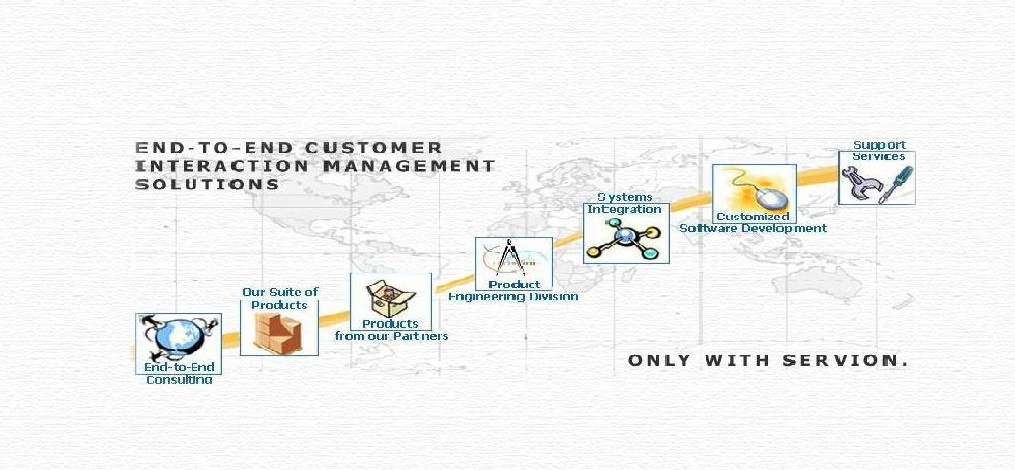 END-TO-END CUSTOMER
INTERACTION MANAGEMENT
SOLUTIONS
End-to-End
Consulting
Our Suite of
Products
Products
from our Partners
Product
Engineering Division
Systems
Integration
Customized
Software Development
Support
Services
ONLY WITH SERVION.